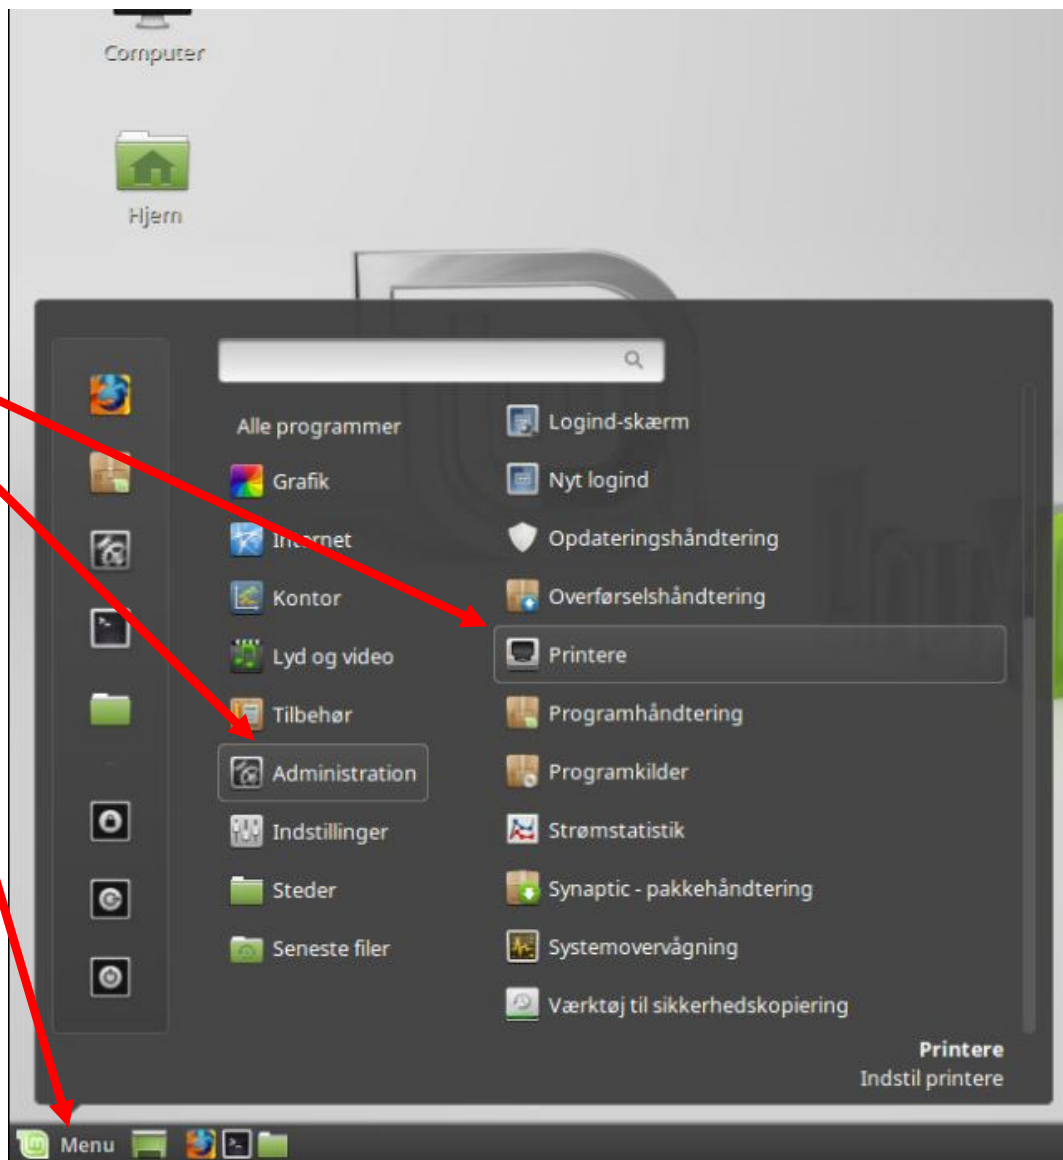 Computer
Hjem
Alle programmer
Grafik
Internet
Kontor
Lyd og video
Tilbehør
Administration
Indstillinger
Steder
Seneste filer
Logind-skærm
Nyt logind
Opdateringshåndtering
Overførselshåndtering
Printere
Programhåndtering
Programkilder
Strømstatistik
Synaptic - pakkehåndtering
Systemovervågning
Værktøj til sikkerhedskopiering
Printere
Indstil printere
Menu